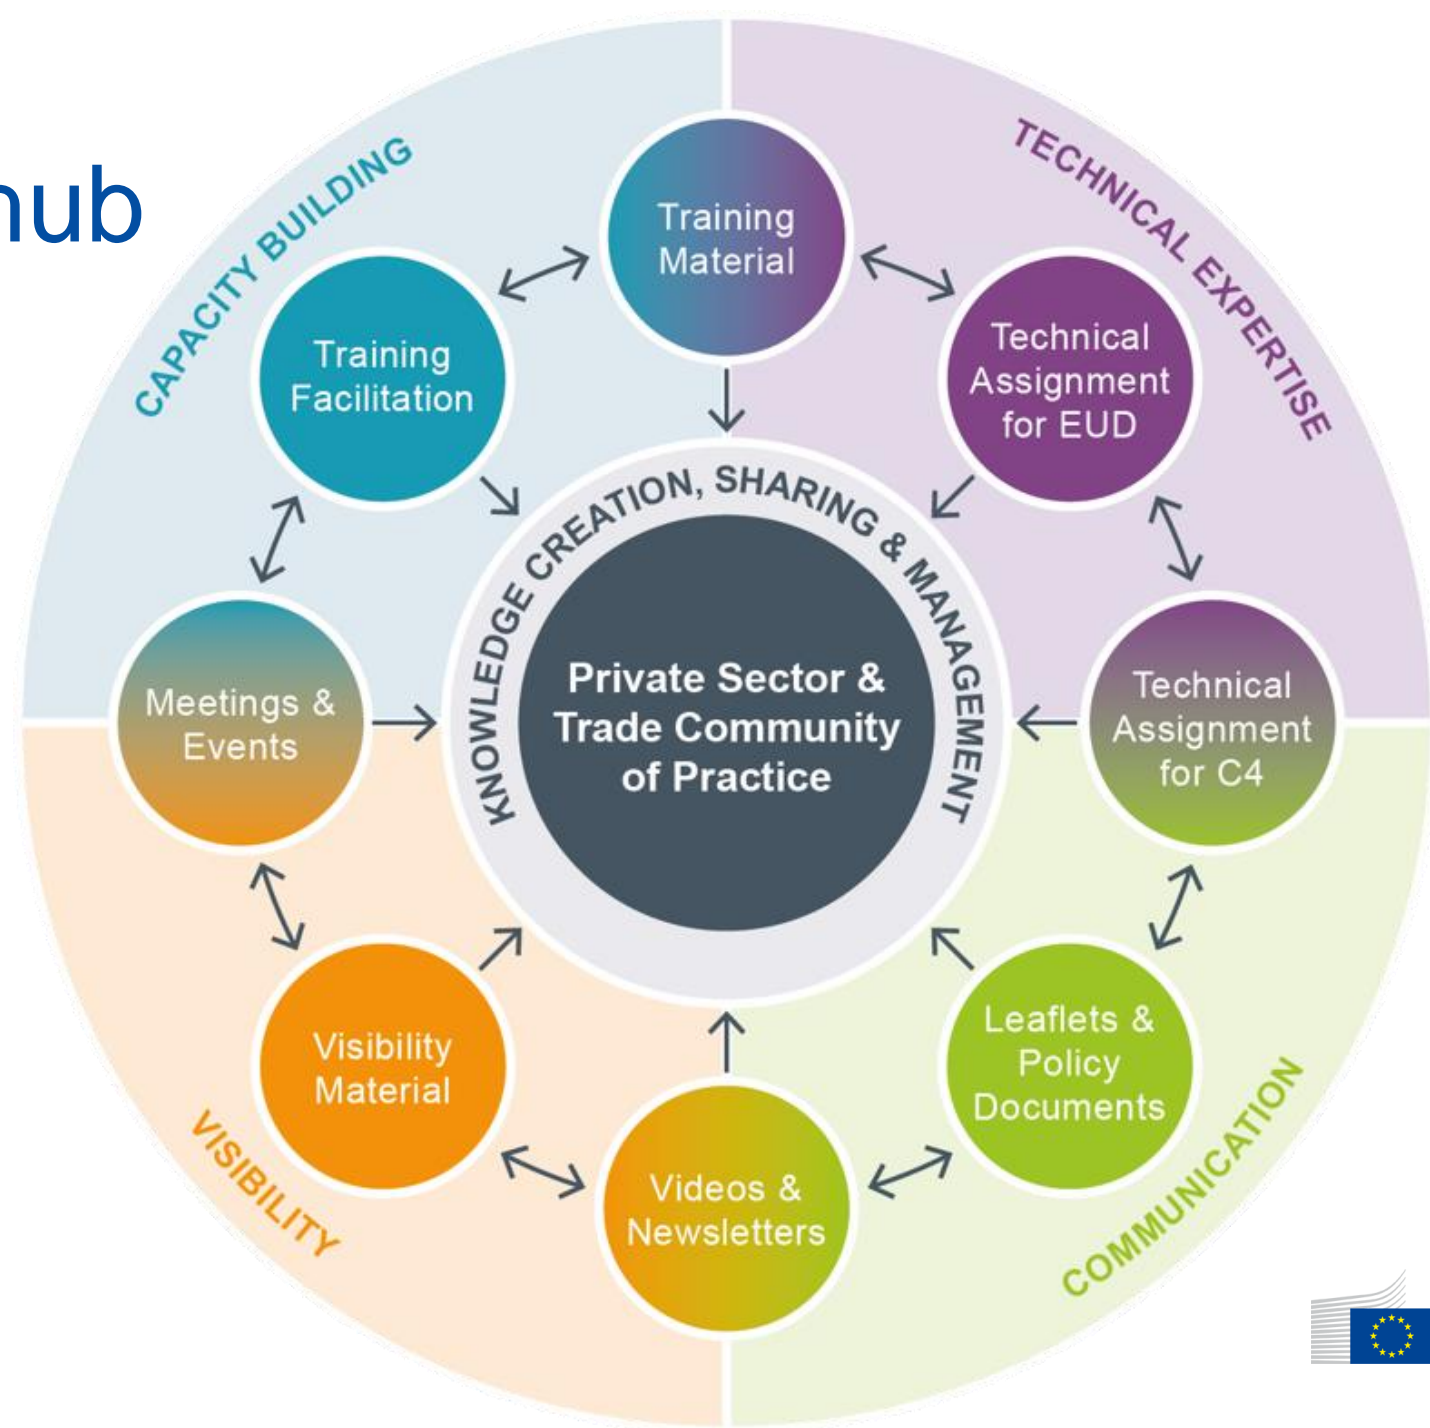 hub
CAPACITY BUILDING
TECHNICAL EXPERTISE
Training
Material
Training
Facilitation
Technical
Assignment
for EUD
KNOWLEDGE CREATION, SHARING & MANAGEMENT
Private Sector &
Trade Community
of Practice
Meetings &
Events
Technical
Assignment
for C4
Visibility
Material
Leaflets &
Policy
Documents
Videos &
Newsletters
VISIBILITY
COMMUNICATION